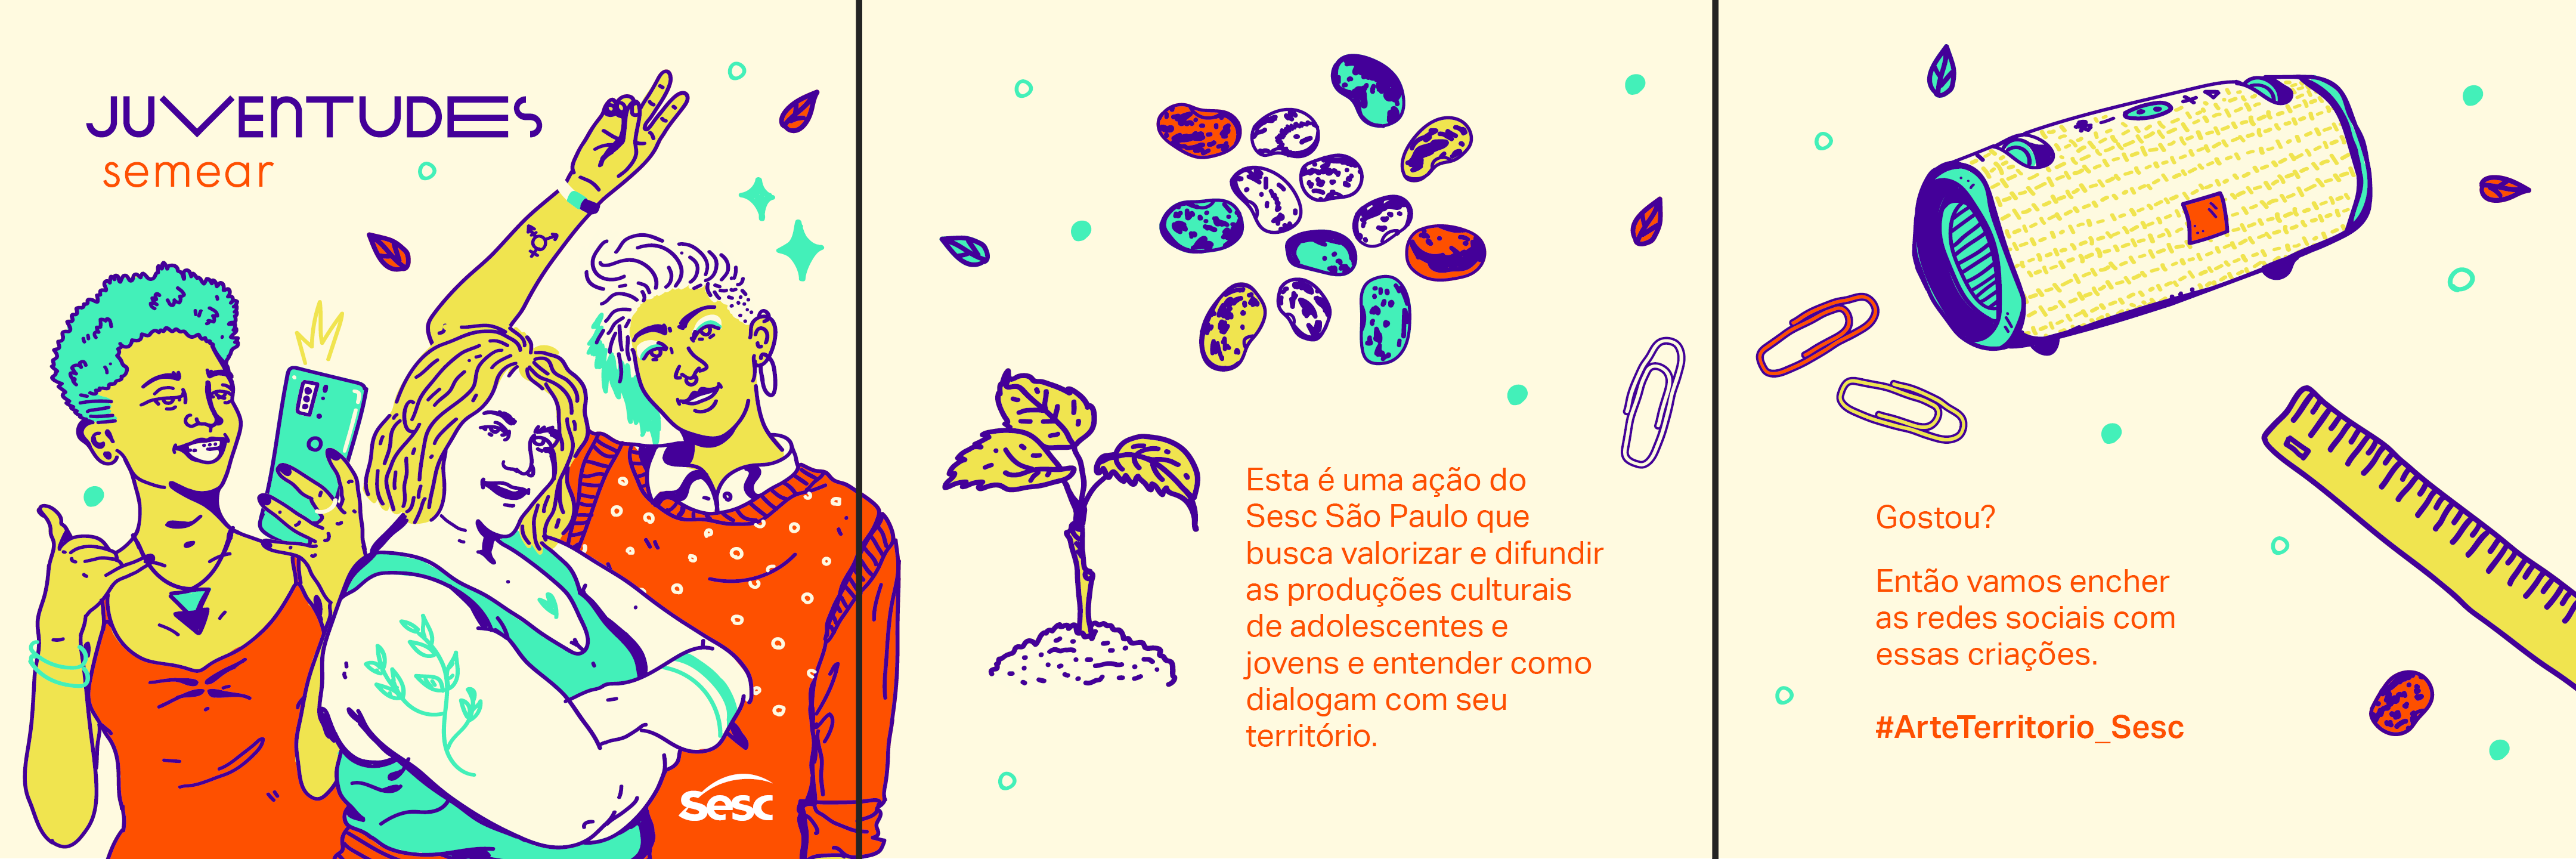 JUVENTUDES
semear
sesc
Esta é uma ação do
Sesc São Paulo que
busca valorizar e difundir
as produções culturais
de adolescentes e
jovens e entender como
dialogam com seu
território.
Gostou?
Então vamos encher
as redes sociais com
essas criações.
#ArteTerritorio_Sesc